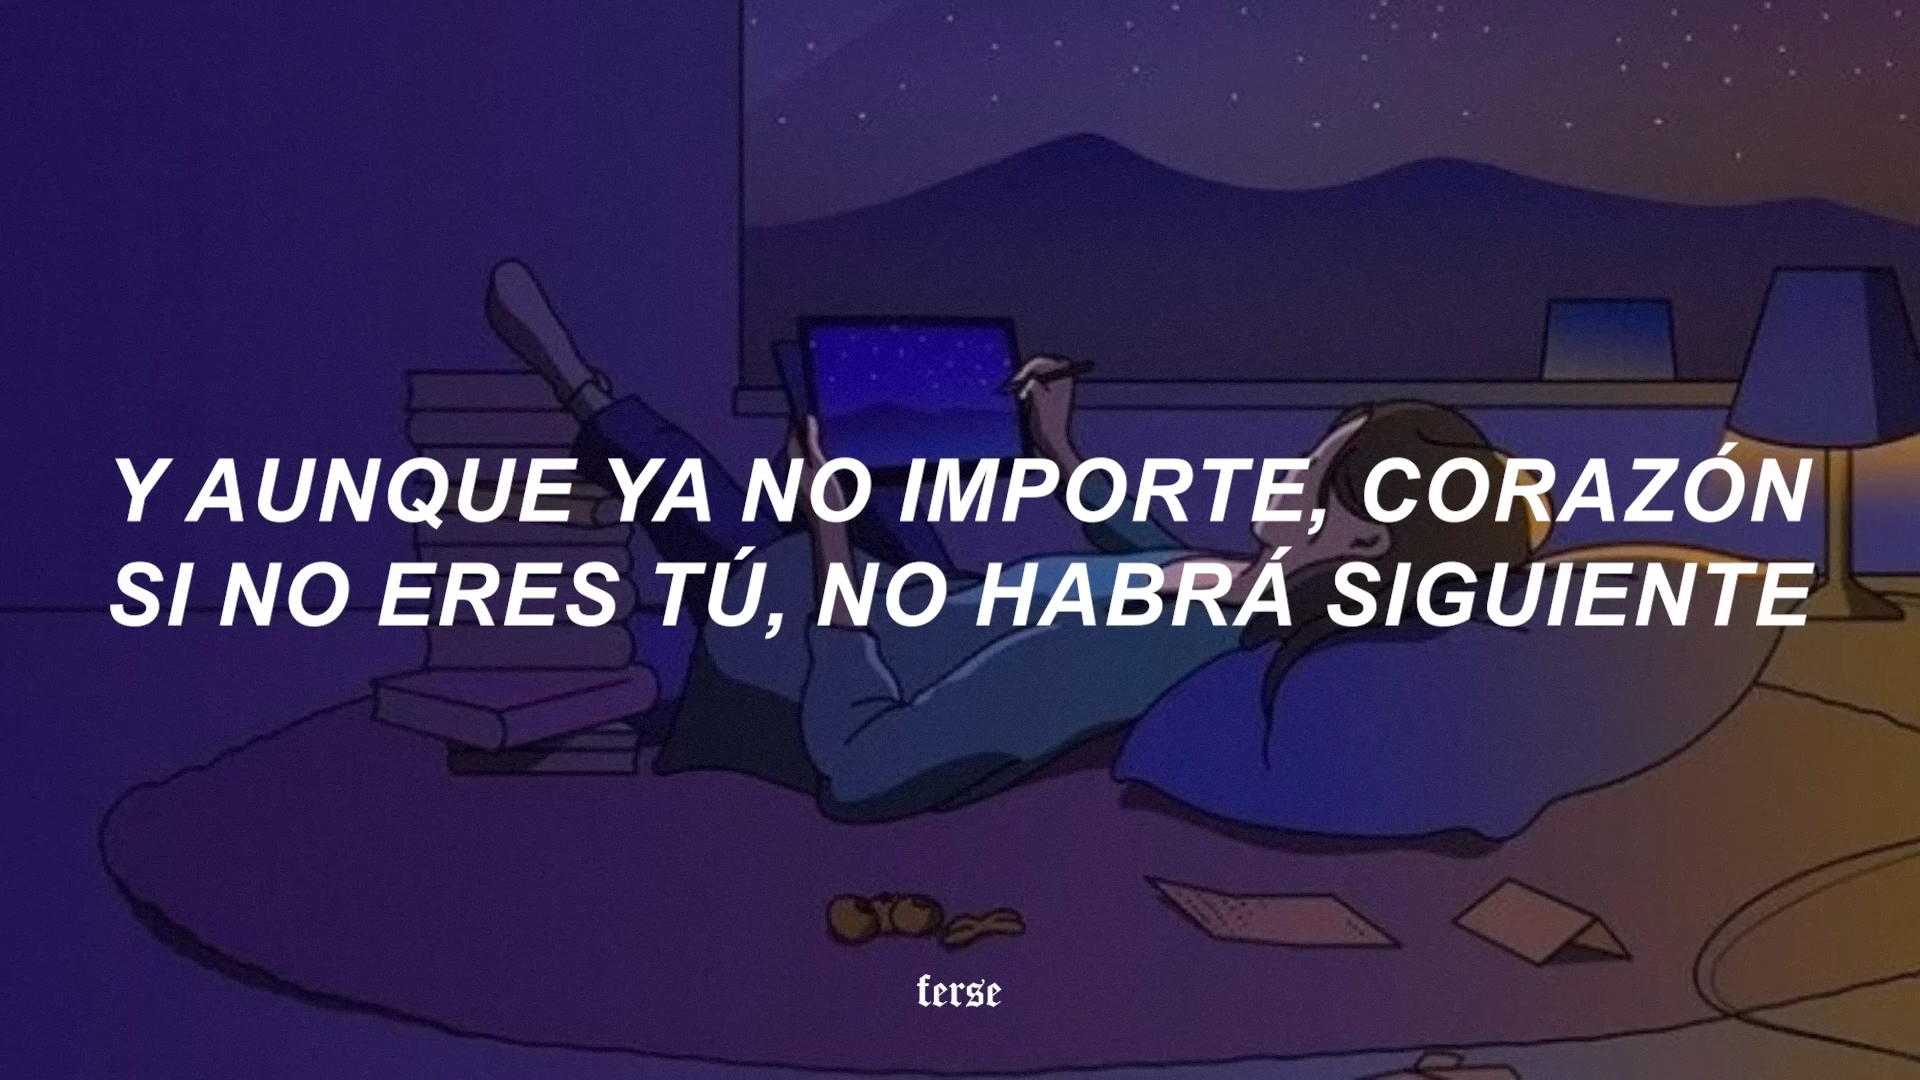 Y AUNQUE YA NO IMPORTE, CORAZÓN
SI NO ERES TÚ, NO HABRÁ SIGUIENTE
ferse